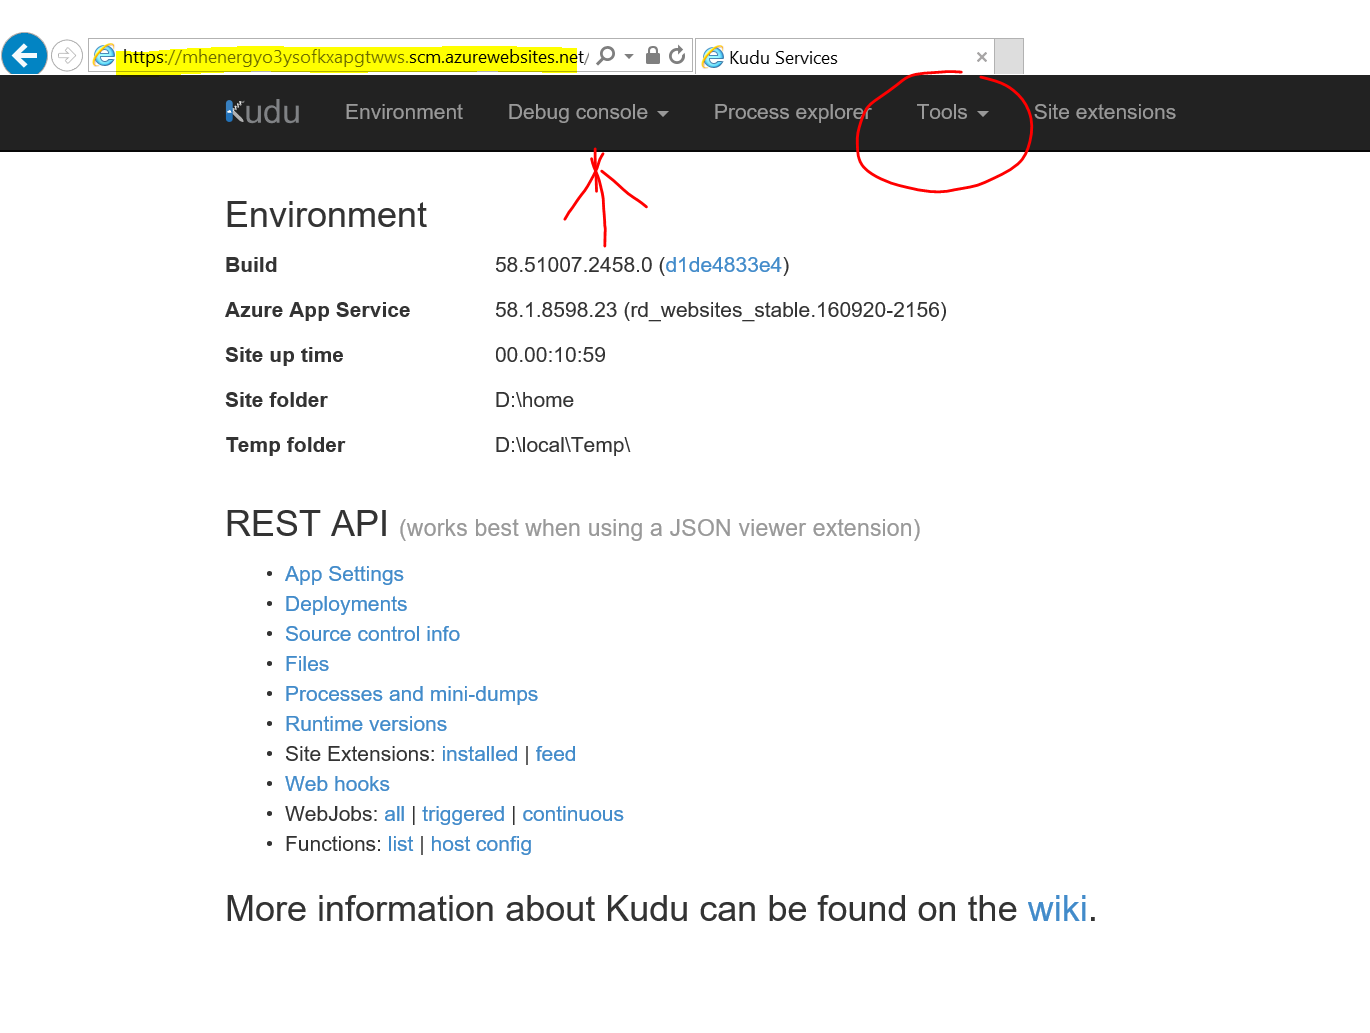 https://mhenergyo3ysofkxapgtwws.scm.azurewebsites.net/
Kudu Services
Kudu Environment Debug console Process explorer Tools Site extensions
Environment
Build 58.51007.2458.0 (d1de4833e4)
Azure App Service 58.1.8598.23 (rd_websites_stable.160920-2156)
Site up time 00.00:10:59
Site folder D:\home
Temp folder D:\local\Temp\
REST API (works best when using a JSON viewer extension)
• App Settings
• Deployments
• Source control info
• Files
• Processes and mini-dumps
• Runtime versions
• Site Extensions: installed | feed
• Web hooks
• WebJobs: all | triggered | continuous
• Functions: list | host config
More information about Kudu can be found on the wiki.